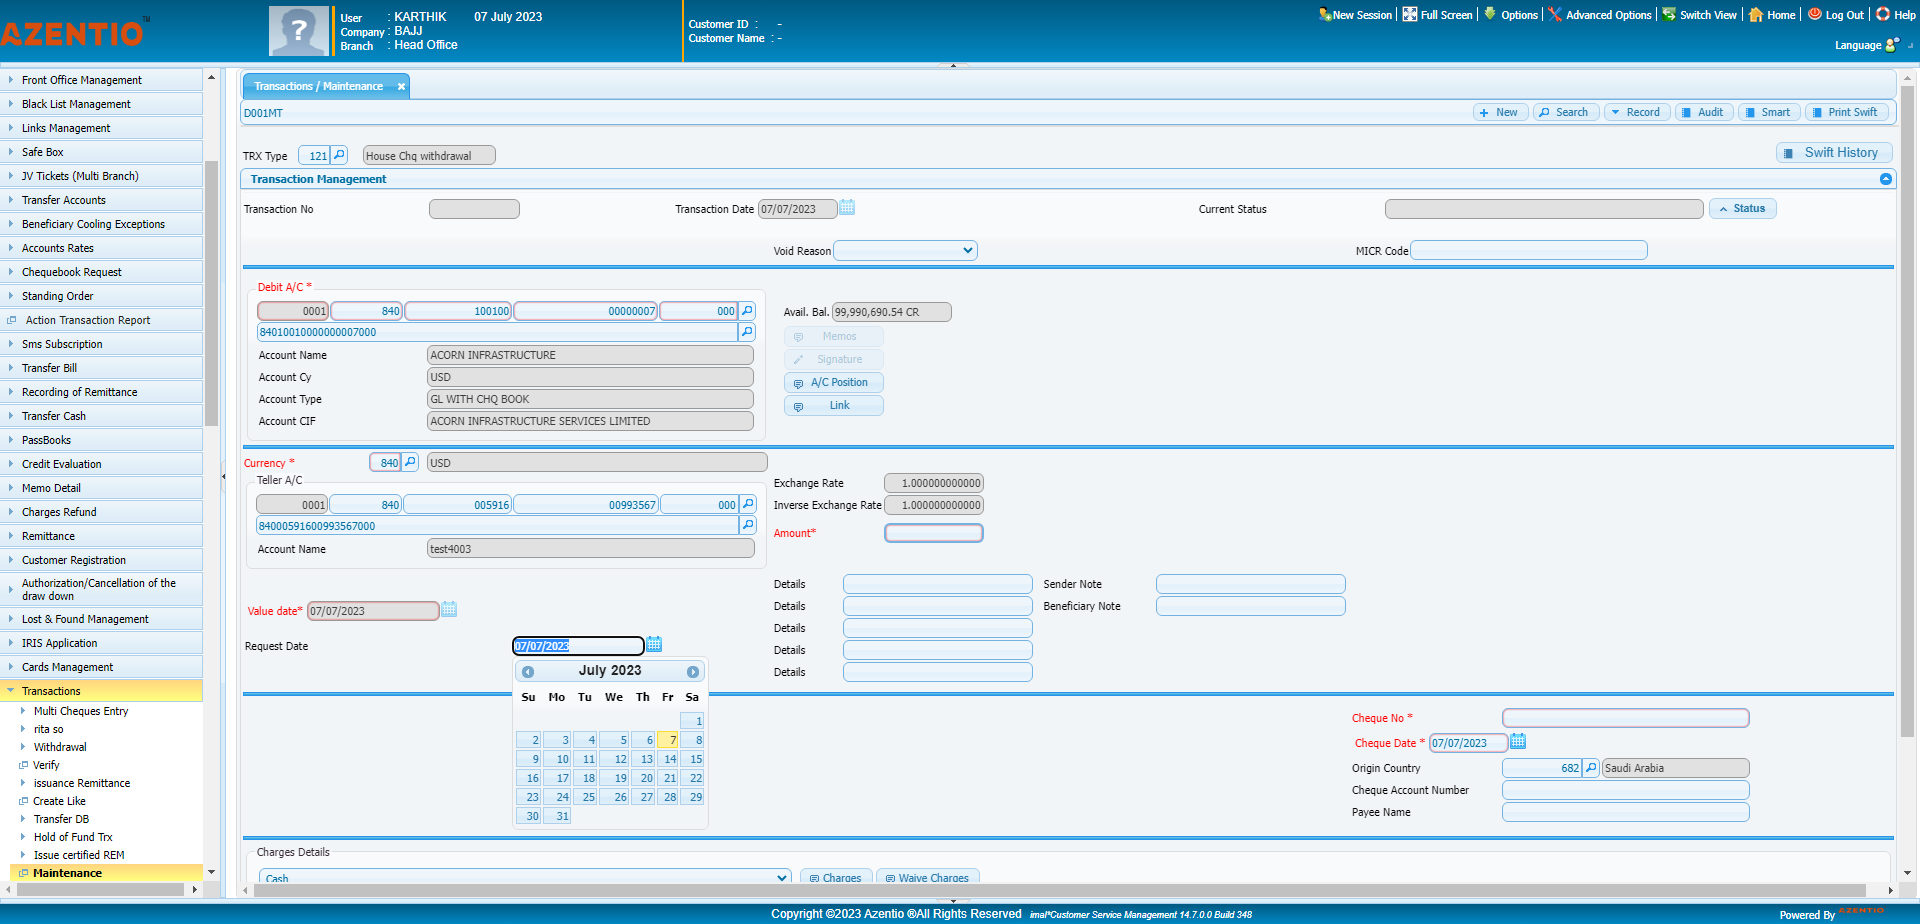 AZENTIO™
User : KARTHIK 07 July 2023
Company : BAJJ
Branch : Head Office
Customer ID : -
Customer Name : -
New Session
Full Screen
Options
Advanced Options
Switch View
Home
Log Out
Help
Language
Front Office Management
Black List Management
Links Management
Safe Box
JV Tickets (Multi Branch)
Transfer Accounts
Beneficiary Cooling Exceptions
Accounts Rates
Chequebook Request
Standing Order
Action Transaction Report
Sms Subscription
Transfer Bill
Recording of Remittance
Transfer Cash
PassBooks
Credit Evaluation
Memo Detail
Charges Refund
Remittance
Customer Registration
Authorization/Cancellation of the
draw down
Lost & Found Management
IRIS Application
Cards Management
Transactions
Multi Cheques Entry
rita so
Withdrawal
Verify
issuance Remittance
Create Like
Transfer DB
Hold of Fund Trx
Issue certified REM
Maintenance
Transactions / Maintenance
D001MT
New
Search
Record
Audit
Smart
Print Swift
TRX Type 121 House Chq withdrawal
Swift History
Transaction Management
Transaction No
Transaction Date 07/07/2023
Current Status
Status
Void Reason
MICR Code
Debit A/C *
0001 840 100100 00000007 000
84010010000000007000
Account Name ACORN INFRASTRUCTURE
Account Cy USD
Account Type GL WITH CHQ BOOK
Account CIF ACORN INFRASTRUCTURE SERVICES LIMITED
Avail. Bal. 99,990,690.54 CR
Memos
Signature
A/C Position
Link
Currency * 840 USD
Teller A/C
0001 840 005916 00993567 000
84000591600993567000
Account Name test4003
Exchange Rate 1.000000000000
Inverse Exchange Rate 1.000000000000
Amount*
Value date* 07/07/2023
Request Date 07/07/2023
Details
Details
Details
Details
Details
Sender Note
Beneficiary Note
July 2023
Su Mo Tu We Th Fr Sa
1
2 3 4 5 6 7 8
9 10 11 12 13 14 15
16 17 18 19 20 21 22
23 24 25 26 27 28 29
30 31
Cheque No *
Cheque Date * 07/07/2023
Origin Country 682 Saudi Arabia
Cheque Account Number
Payee Name
Charges Details
Cash
Charges
Waive Charges
Copyright ©2023 Azentio ®All Rights Reserved imal*Customer Service Management 14.7.0.0 Build 348
Powered By AZENTIO